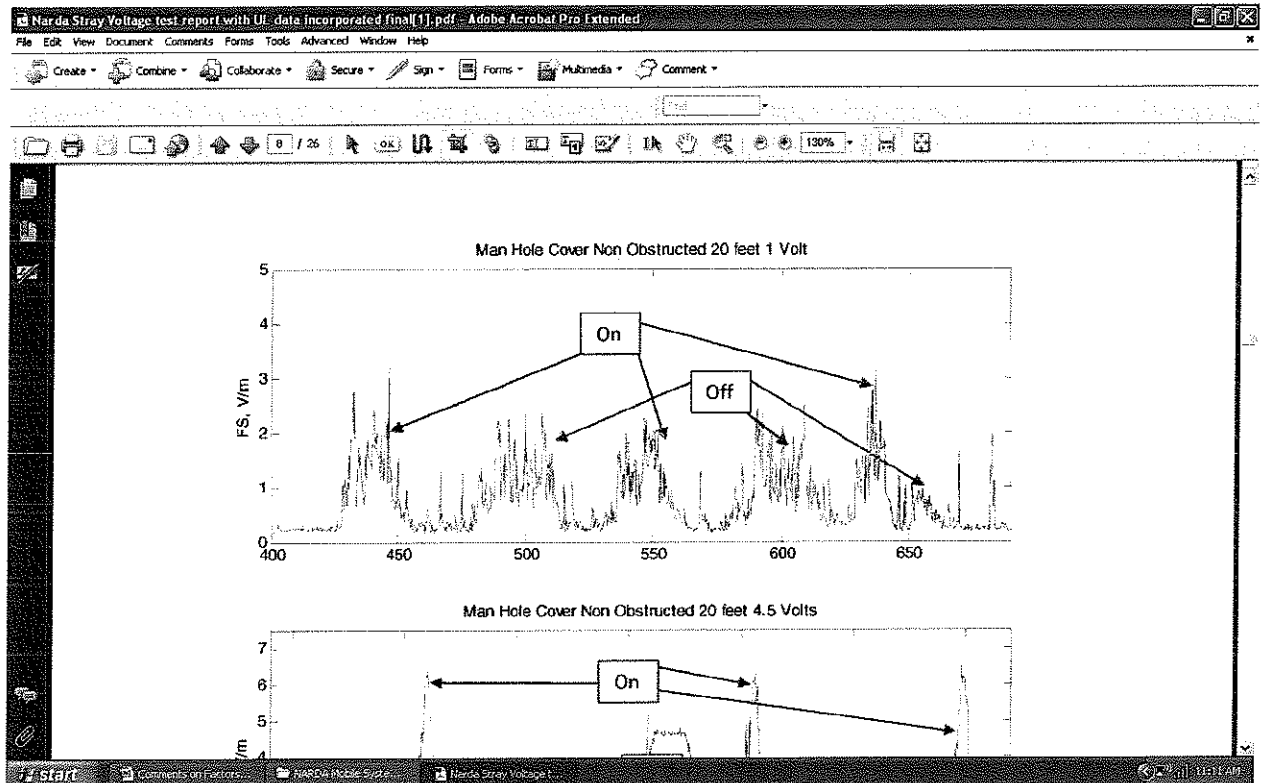 Narda Stray Voltage test report with UL data incorporated final[1].pdf - Adobe Acrobat Pro Extended
File Edit View Document Comments Forms Tools Advanced Window Help
Create Combine Collaborate Secure Sign Forms Multimedia Comment
8 / 26 OK 130%
Man Hole Cover Non Obstructed 20 feet 1 Volt
5
4
3
2
1
0
FS, V/m
On
Off
400 450 500 550 600 650
Man Hole Cover Non Obstructed 20 feet 4.5 Volts
7
6
5
4
/m
On
start Comments on Factors... NARDA Mobile Syste... Narda Stray Voltage t...